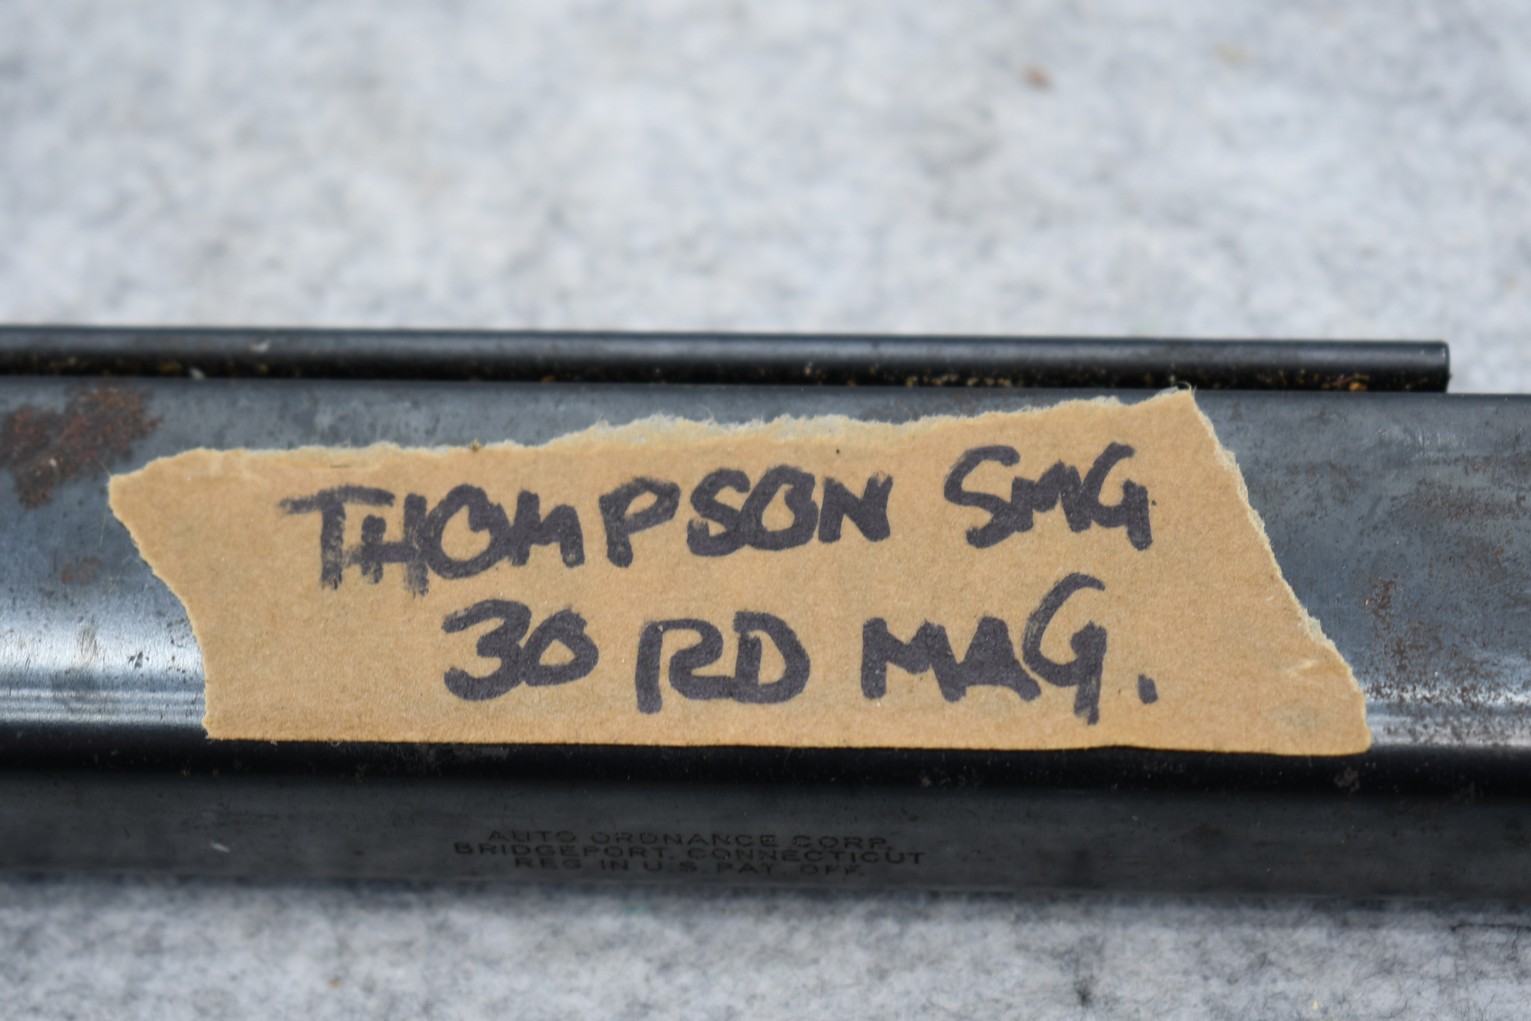 THOMPSON SMG
30 RD MAG.
AUTO ORDNANCE CORP.
BRIDGEPORT, CONNECTICUT
REG IN U.S. PAT. OFF.